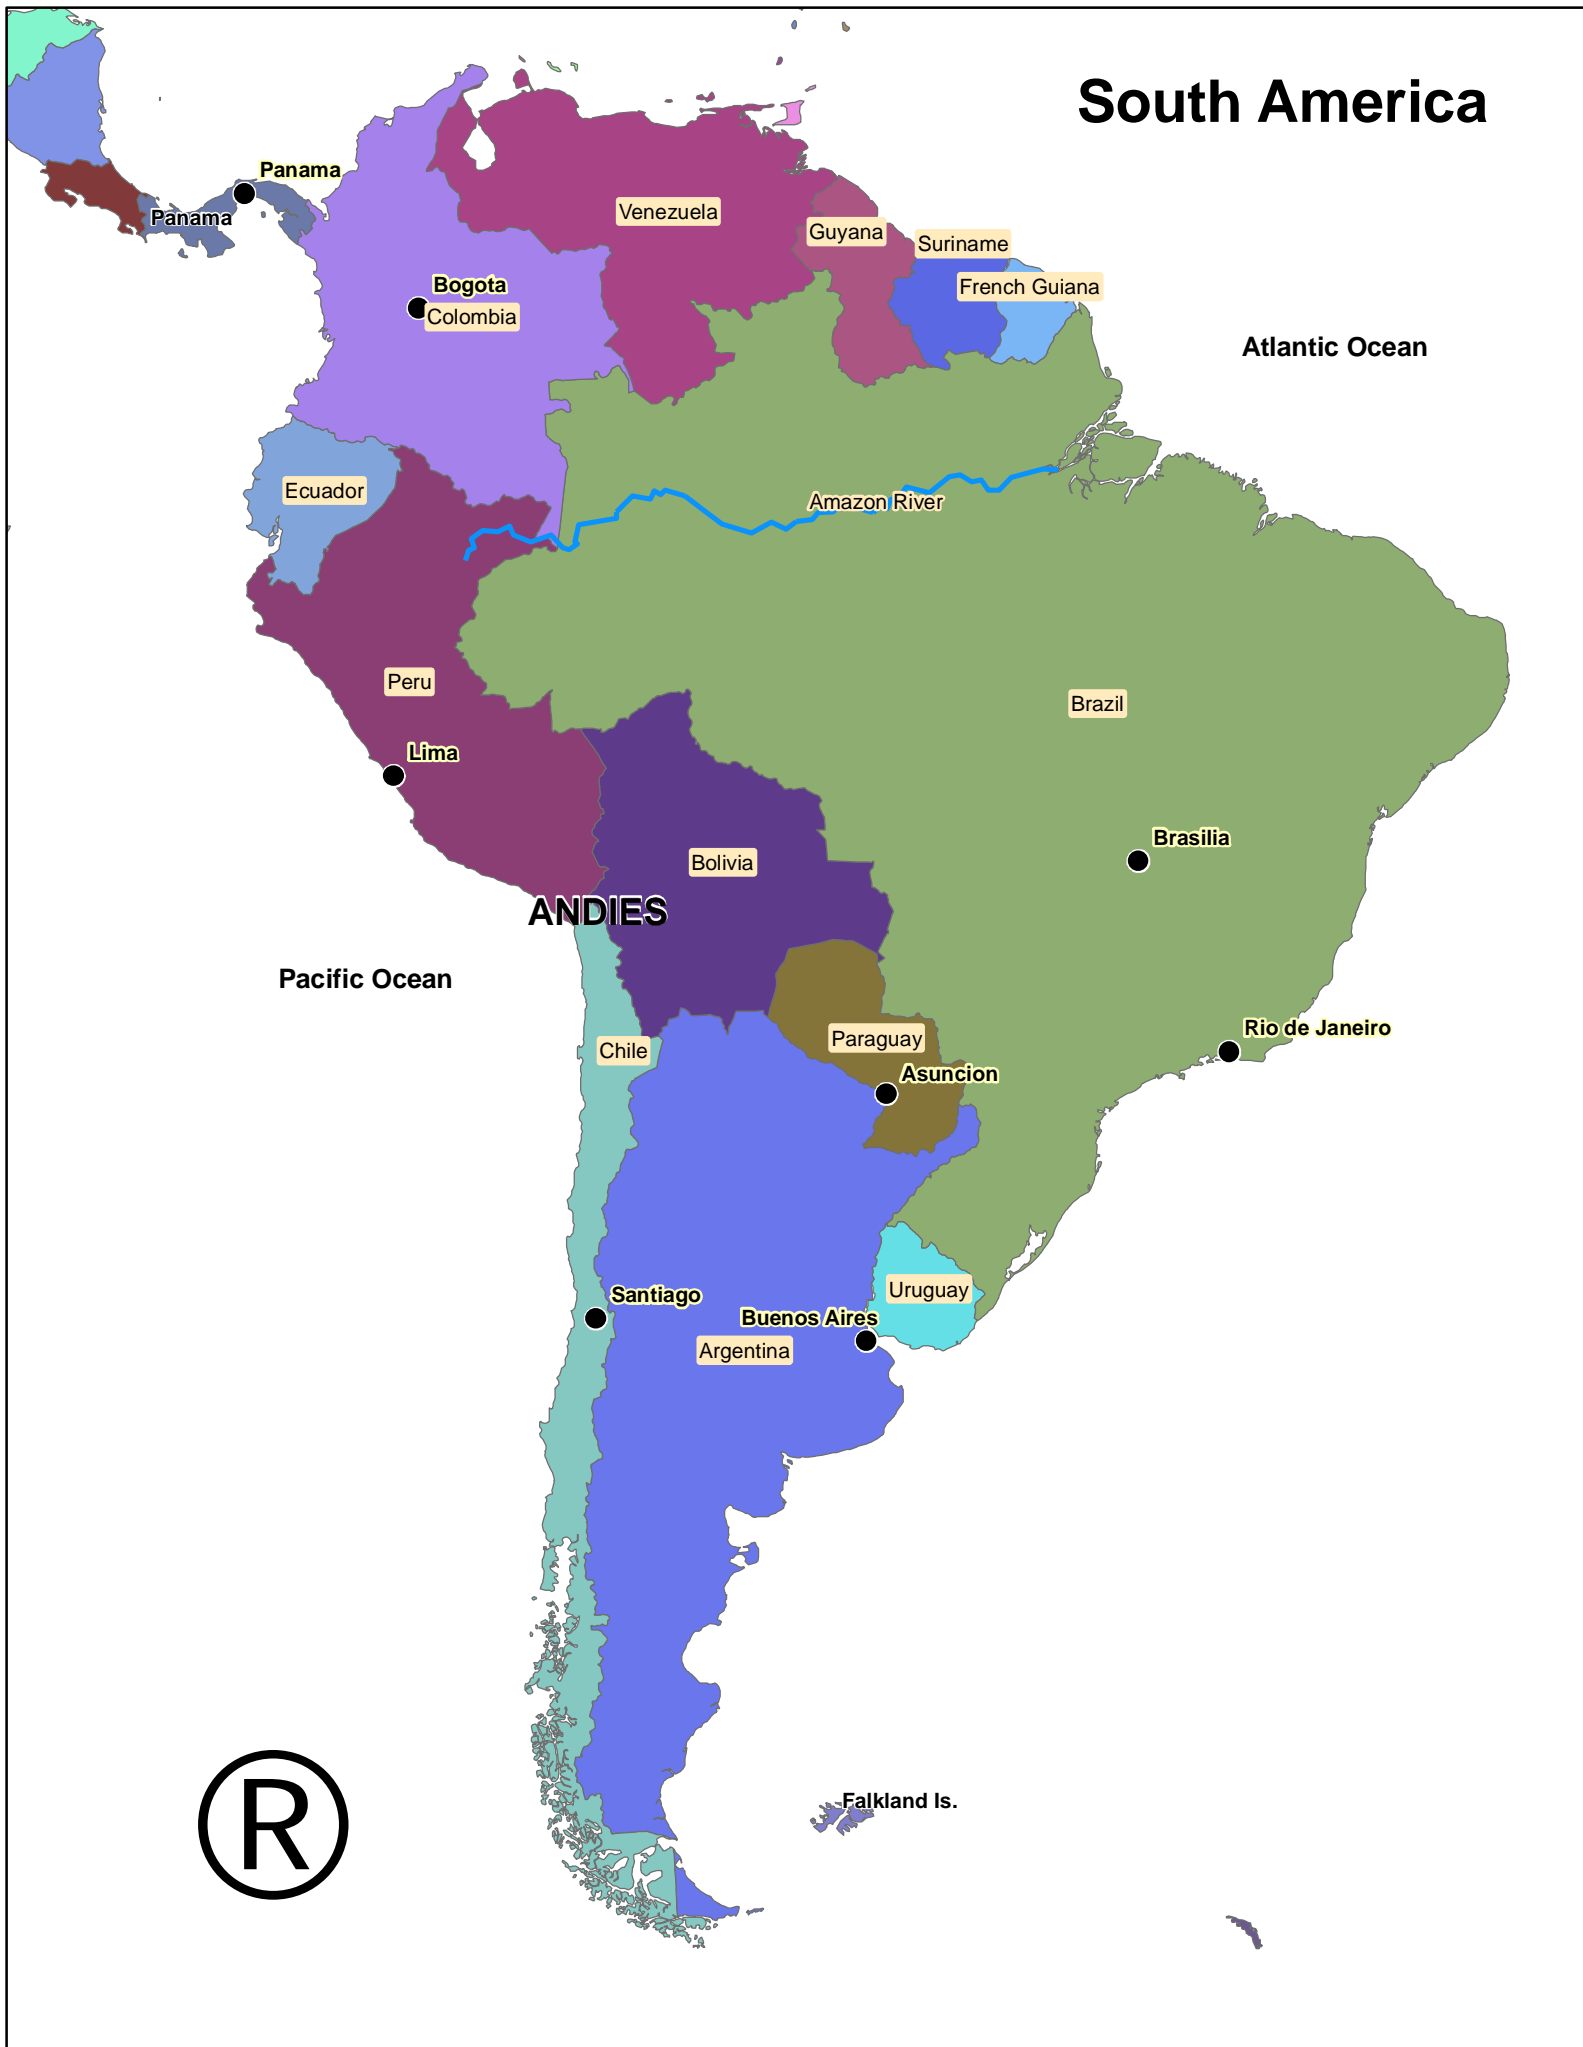 South America
Panama
Panama
Venezuela
Guyana
Suriname
French Guiana
Bogota
Colombia
Atlantic Ocean
Ecuador
Amazon River
Peru
Brazil
Lima
Brasilia
Bolivia
ANDIES
Pacific Ocean
Rio de Janeiro
Paraguay
Chile
Asuncion
Uruguay
Santiago
Buenos Aires
Argentina
Falkland Is.
®